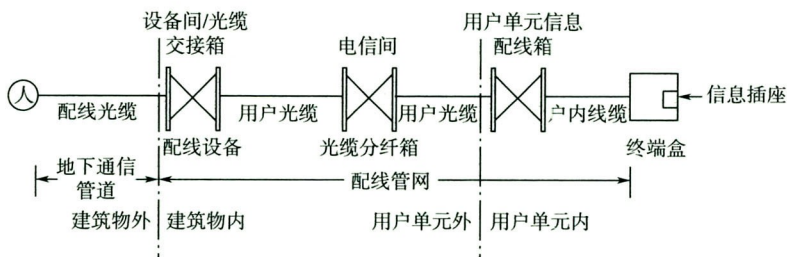 设备间/光缆
交接箱
电信间
用户单元信息
配线箱
人
配线光缆
用户光缆
用户光缆
户内线缆
信息插座
配线设备
光缆分纤箱
终端盒
地下通信
管道
配线管网
建筑物外
建筑物内
用户单元外
用户单元内